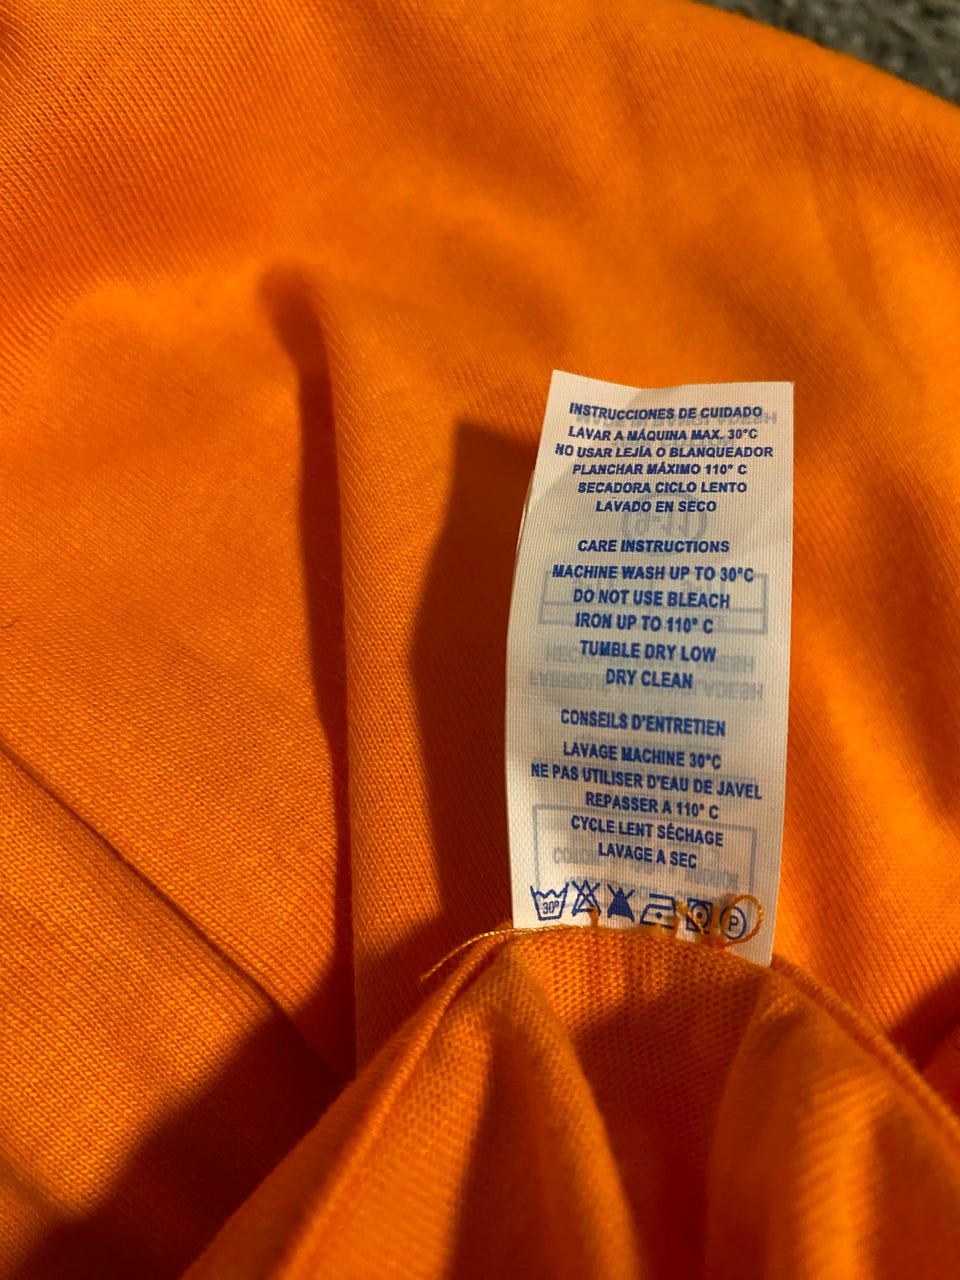 INSTRUCCIONES DE CUIDADO
LAVAR A MÁQUINA MAX. 30°C
NO USAR LEJÍA O BLANQUEADOR
PLANCHAR MÁXIMO 110° C
SECADORA CICLO LENTO
LAVADO EN SECO
CARE INSTRUCTIONS
MACHINE WASH UP TO 30°C
DO NOT USE BLEACH
IRON UP TO 110° C
TUMBLE DRY LOW
DRY CLEAN
CONSEILS D'ENTRETIEN
LAVAGE MACHINE 30°C
NE PAS UTILISER D'EAU DE JAVEL
REPASSER A 110° C
CYCLE LENT SÉCHAGE
LAVAGE A SEC
30° P